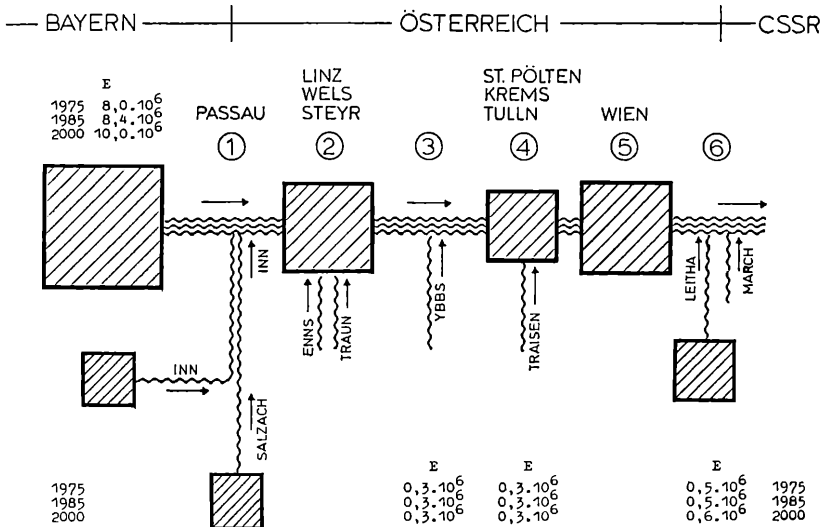 BAYERN
ÖSTERREICH
CSSR
E
1975 8,0.10⁶
1985 8,4.10⁶
2000 10,0.10⁶
PASSAU
①
LINZ
WELS
STEYR
②
③
ST. PÖLTEN
KREMS
TULLN
④
WIEN
⑤
⑥
INN
ENNS
TRAUN
YBBS
TRAISEN
LEITHA
MARCH
INN
SALZACH
1975
1985
2000
E
0,3.10⁶
0,3.10⁶
0,3.10⁶
E
0,3.10⁶
0,3.10⁶
0,3.10⁶
E
0,5.10⁶
0,5.10⁶
0,6.10⁶
1975
1985
2000